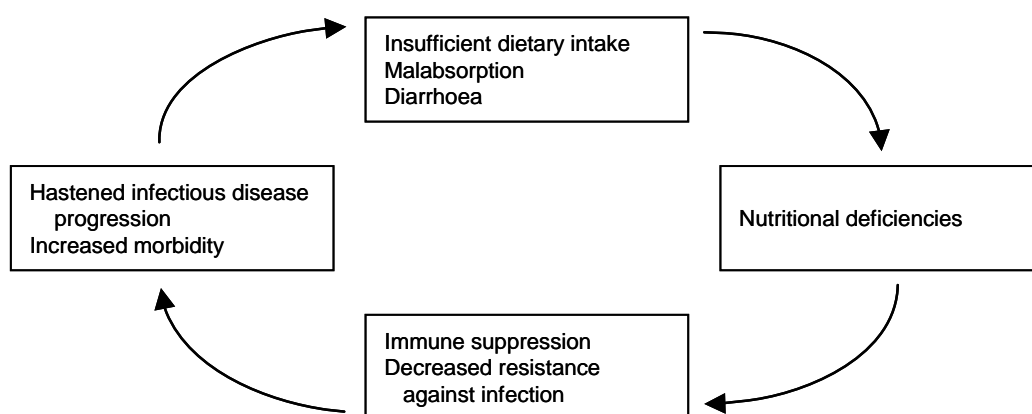 Insufficient dietary intake
Malabsorption
Diarrhoea
Hastened infectious disease
progression
Increased morbidity
Nutritional deficiencies
Immune suppression
Decreased resistance
against infection